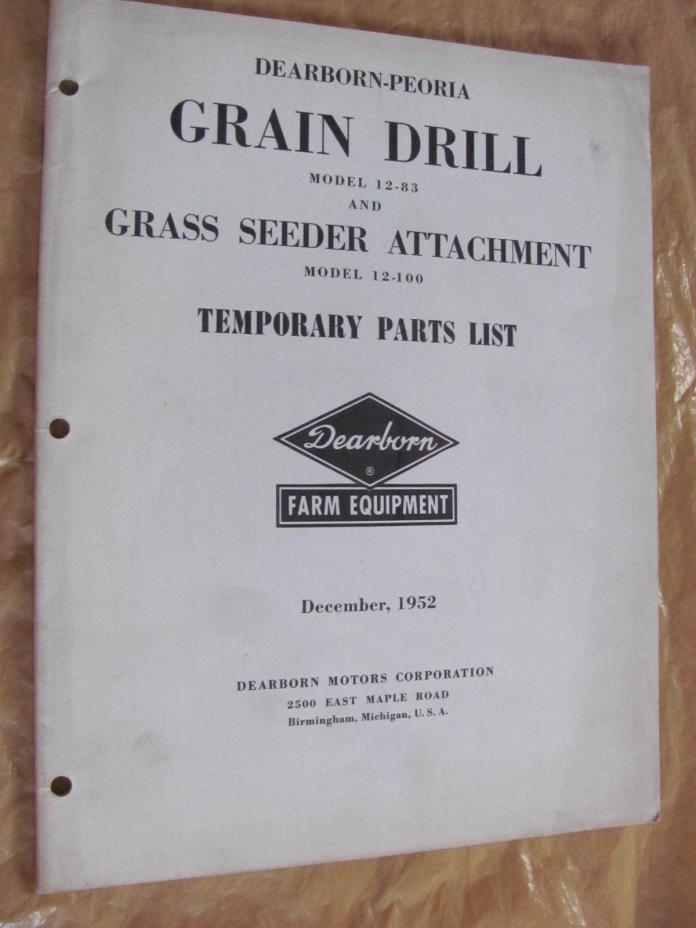 DEARBORN-PEORIA
GRAIN DRILL
MODEL 12-83
AND
GRASS SEEDER ATTACHMENT
MODEL 12-100
TEMPORARY PARTS LIST
Dearborn
®
FARM EQUIPMENT
December, 1952
DEARBORN MOTORS CORPORATION
2500 EAST MAPLE ROAD
Birmingham, Michigan, U. S. A.